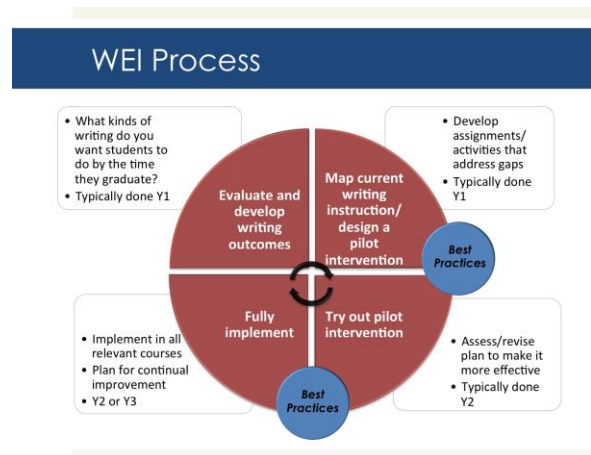 WEI Process
• What kinds of
writing do you
want students to
do by the time
they graduate?
• Typically done Y1
Evaluate and
develop
writing
outcomes
Map current
writing
instruction/
design a
pilot
intervention
• Develop
assignments/
activities that
address gaps
• Typically done
Y1
Best
Practices
• Implement in all
relevant courses
• Plan for continual
improvement
• Y2 or Y3
Fully
implement
Try out pilot
intervention
• Assess/revise
plan to make it
more effective
• Typically done
Y2
Best
Practices